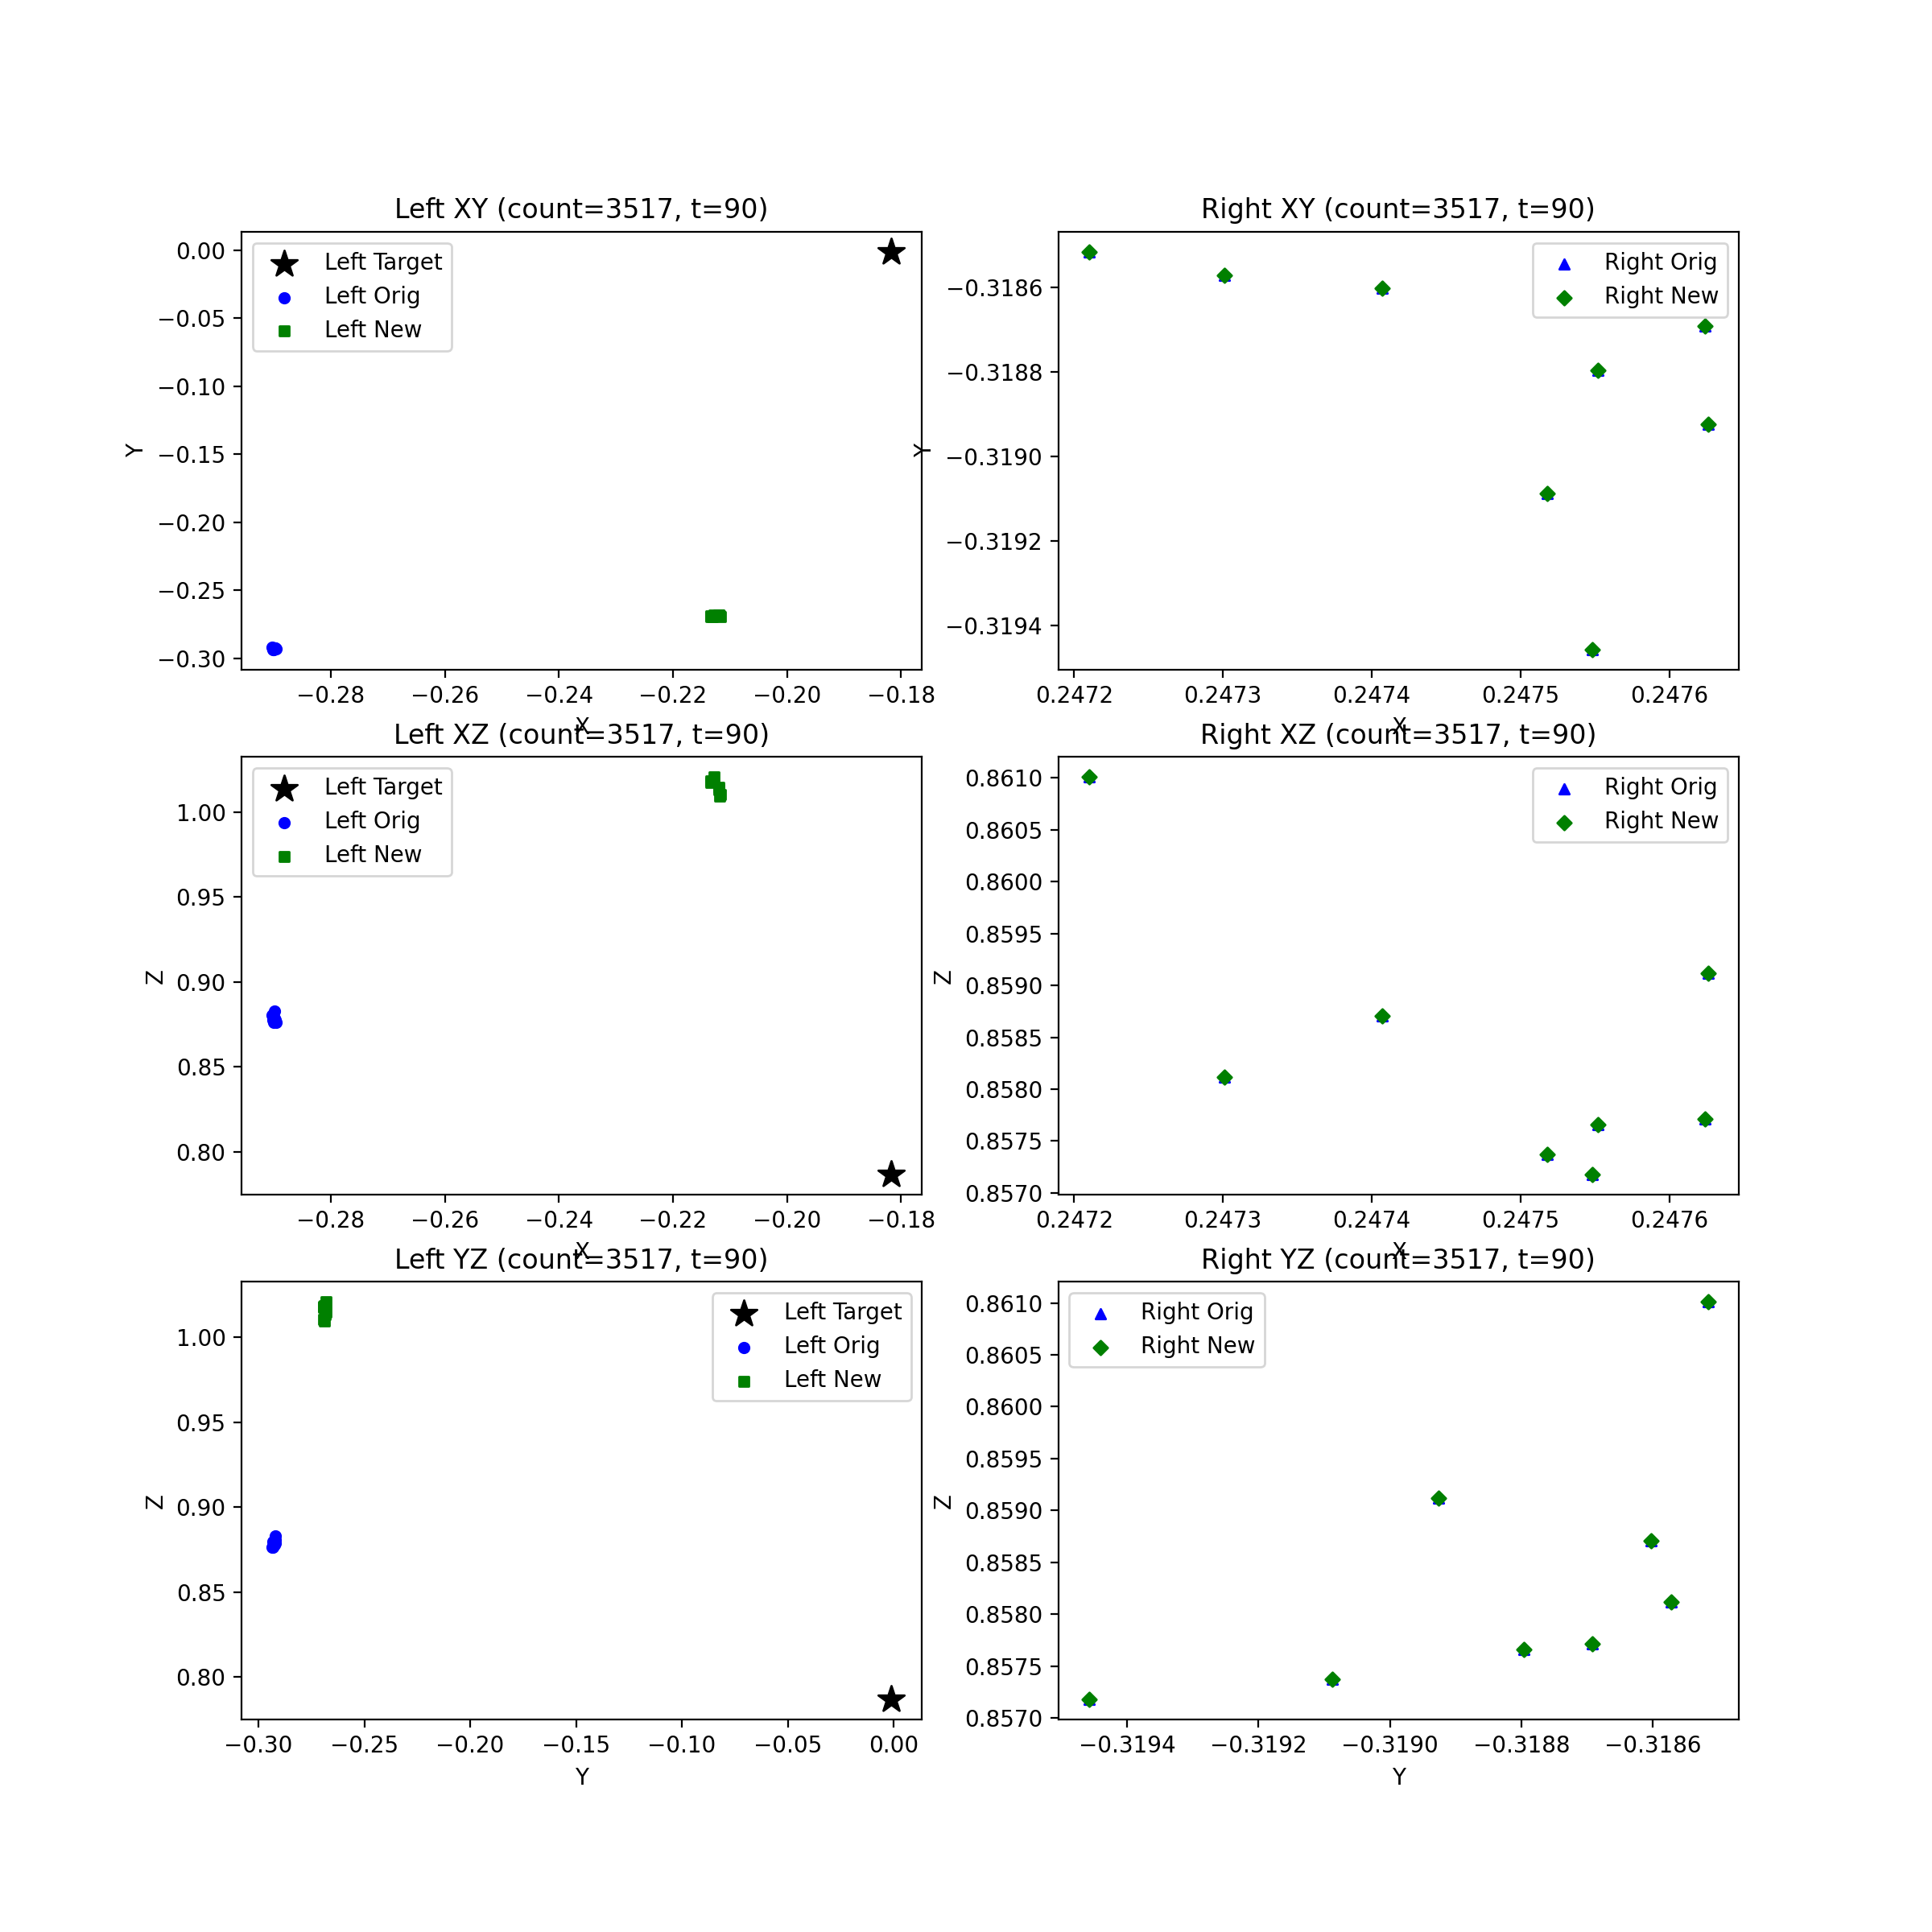 Left XY (count=3517, t=90)
Left Target
Left Orig
Left New
0.00
−0.05
−0.10
−0.15
−0.20
−0.25
−0.30
Y
−0.28
−0.26
−0.24
−0.22
−0.20
−0.18
X
Right XY (count=3517, t=90)
Right Orig
Right New
−0.3186
−0.3188
−0.3190
−0.3192
−0.3194
Y
0.2472
0.2473
0.2474
0.2475
0.2476
X
Left XZ (count=3517, t=90)
Left Target
Left Orig
Left New
1.00
0.95
0.90
0.85
0.80
Z
−0.28
−0.26
−0.24
−0.22
−0.20
−0.18
X
Right XZ (count=3517, t=90)
Right Orig
Right New
0.8610
0.8605
0.8600
0.8595
0.8590
0.8585
0.8580
0.8575
0.8570
Z
0.2472
0.2473
0.2474
0.2475
0.2476
X
Left YZ (count=3517, t=90)
Left Target
Left Orig
Left New
1.00
0.95
0.90
0.85
0.80
Z
−0.30
−0.25
−0.20
−0.15
−0.10
−0.05
0.00
Y
Right YZ (count=3517, t=90)
Right Orig
Right New
0.8610
0.8605
0.8600
0.8595
0.8590
0.8585
0.8580
0.8575
0.8570
Z
−0.3194
−0.3192
−0.3190
−0.3188
−0.3186
Y